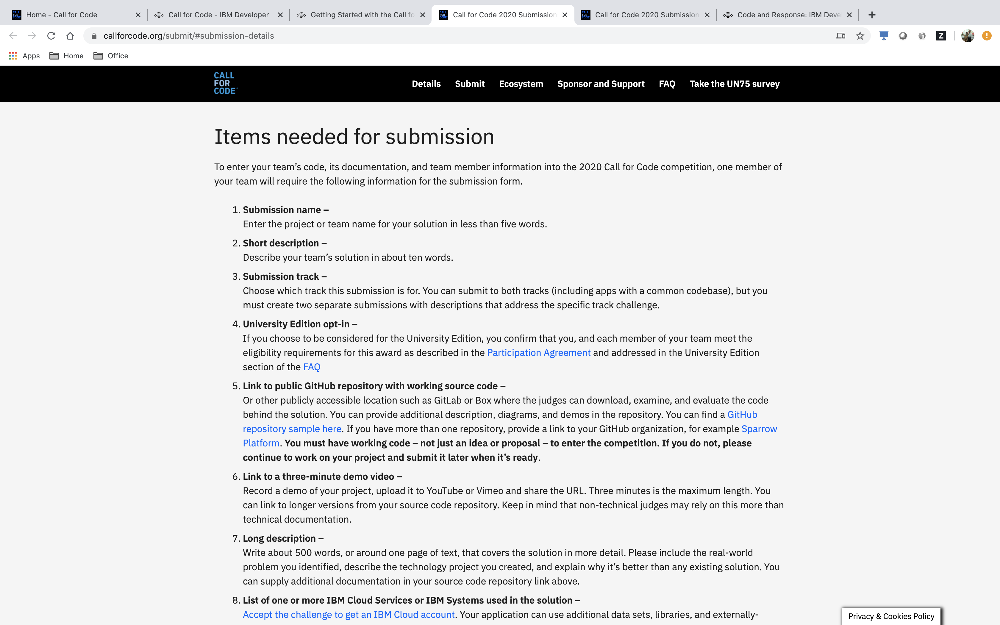 Home - Call for Code
Call for Code - IBM Developer
Getting Started with the Call fo
Call for Code 2020 Submission
Call for Code 2020 Submission
Code and Response: IBM Deve
callforcode.org/submit/#submission-details
Apps
Home
Office
CALL
FOR
CODE
Details Submit Ecosystem Sponsor and Support FAQ Take the UN75 survey
Items needed for submission
To enter your team’s code, its documentation, and team member information into the 2020 Call for Code competition, one member of
your team will require the following information for the submission form.
1. Submission name –
Enter the project or team name for your solution in less than five words.
2. Short description –
Describe your team’s solution in about ten words.
3. Submission track –
Choose which track this submission is for. You can submit to both tracks (including apps with a common codebase), but you
must create two separate submissions with descriptions that address the specific track challenge.
4. University Edition opt-in –
If you choose to be considered for the University Edition, you confirm that you, and each member of your team meet the
eligibility requirements for this award as described in the Participation Agreement and addressed in the University Edition
section of the FAQ
5. Link to public GitHub repository with working source code –
Or other publicly accessible location such as GitLab or Box where the judges can download, examine, and evaluate the code
behind the solution. You can provide additional description, diagrams, and demos in the repository. You can find a GitHub
repository sample here. If you have more than one repository, provide a link to your GitHub organization, for example Sparrow
Platform. You must have working code – not just an idea or proposal – to enter the competition. If you do not, please
continue to work on your project and submit it later when it’s ready.
6. Link to a three-minute demo video –
Record a demo of your project, upload it to YouTube or Vimeo and share the URL. Three minutes is the maximum length. You
can link to longer versions from your source code repository. Keep in mind that non-technical judges may rely on this more than
technical documentation.
7. Long description –
Write about 500 words, or around one page of text, that covers the solution in more detail. Please include the real-world
problem you identified, describe the technology project you created, and explain why it’s better than any existing solution. You
can supply additional documentation in your source code repository link above.
8. List of one or more IBM Cloud Services or IBM Systems used in the solution –
Accept the challenge to get an IBM Cloud account. Your application can use additional data sets, libraries, and externally-
Privacy & Cookies Policy